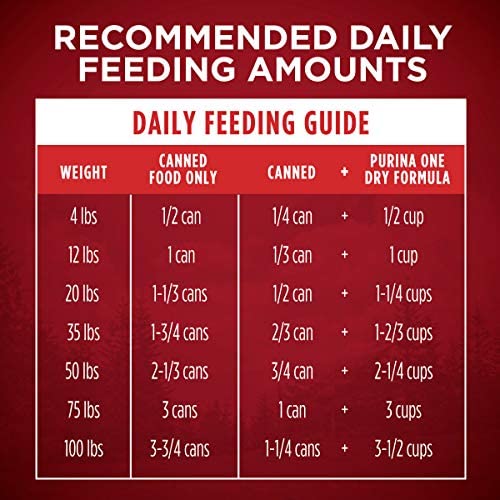 RECOMMENDED DAILY
FEEDING AMOUNTS
DAILY FEEDING GUIDE
WEIGHT CANNED FOOD ONLY CANNED + PURINA ONE DRY FORMULA
4 lbs 1/2 can 1/4 can + 1/2 cup
12 lbs 1 can 1/3 can + 1 cup
20 lbs 1-1/3 cans 1/2 can + 1-1/4 cups
35 lbs 1-3/4 cans 2/3 can + 1-2/3 cups
50 lbs 2-1/3 cans 3/4 can + 2-1/4 cups
75 lbs 3 cans 1 can + 3 cups
100 lbs 3-3/4 cans 1-1/4 cans + 3-1/2 cups